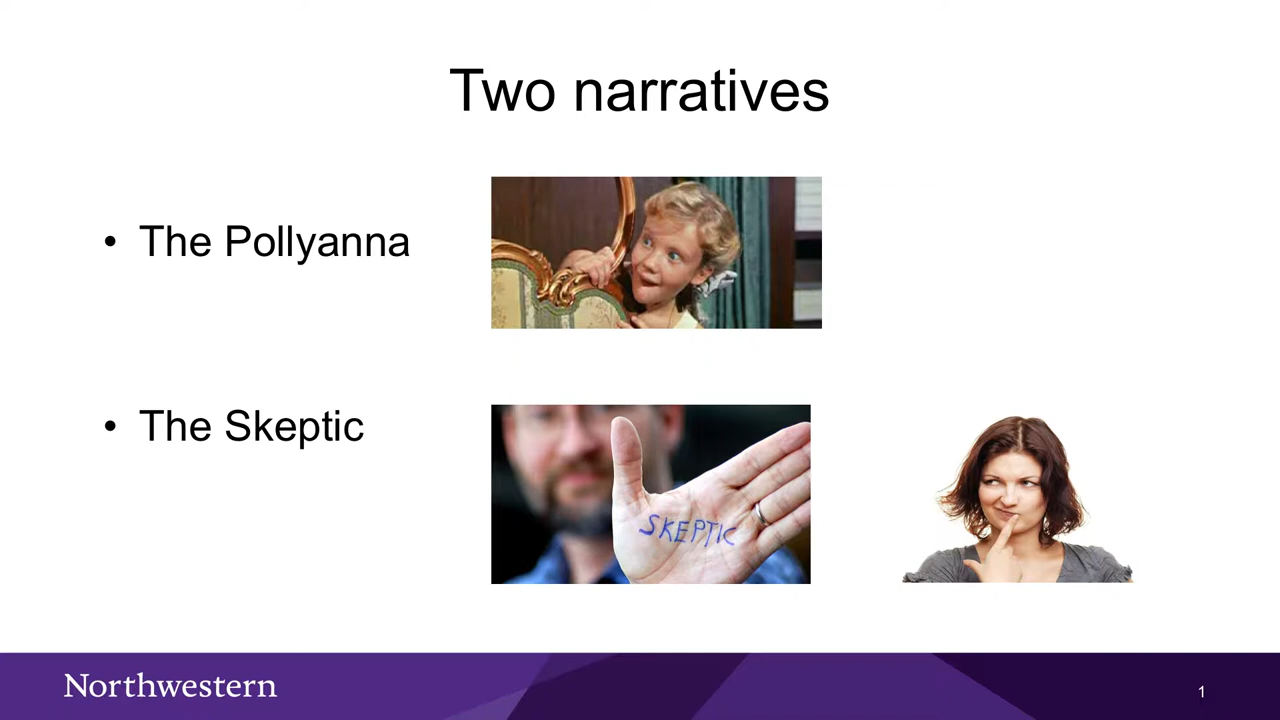 Two narratives
• The Pollyanna
• The Skeptic
SKEPTIC
Northwestern
1